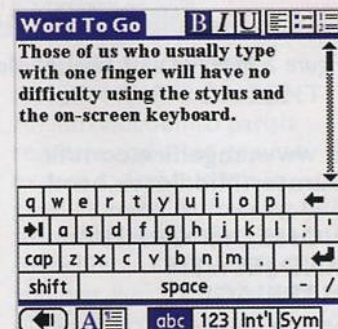 Word To Go B I U
Those of us who usually type
with one finger will have no
difficulty using the stylus and
the on-screen keyboard.
q w e r t y u i o p
a s d f g h j k l ; '
cap z x c v b n m , .
shift space - /
A abc 123 Int'l Sym